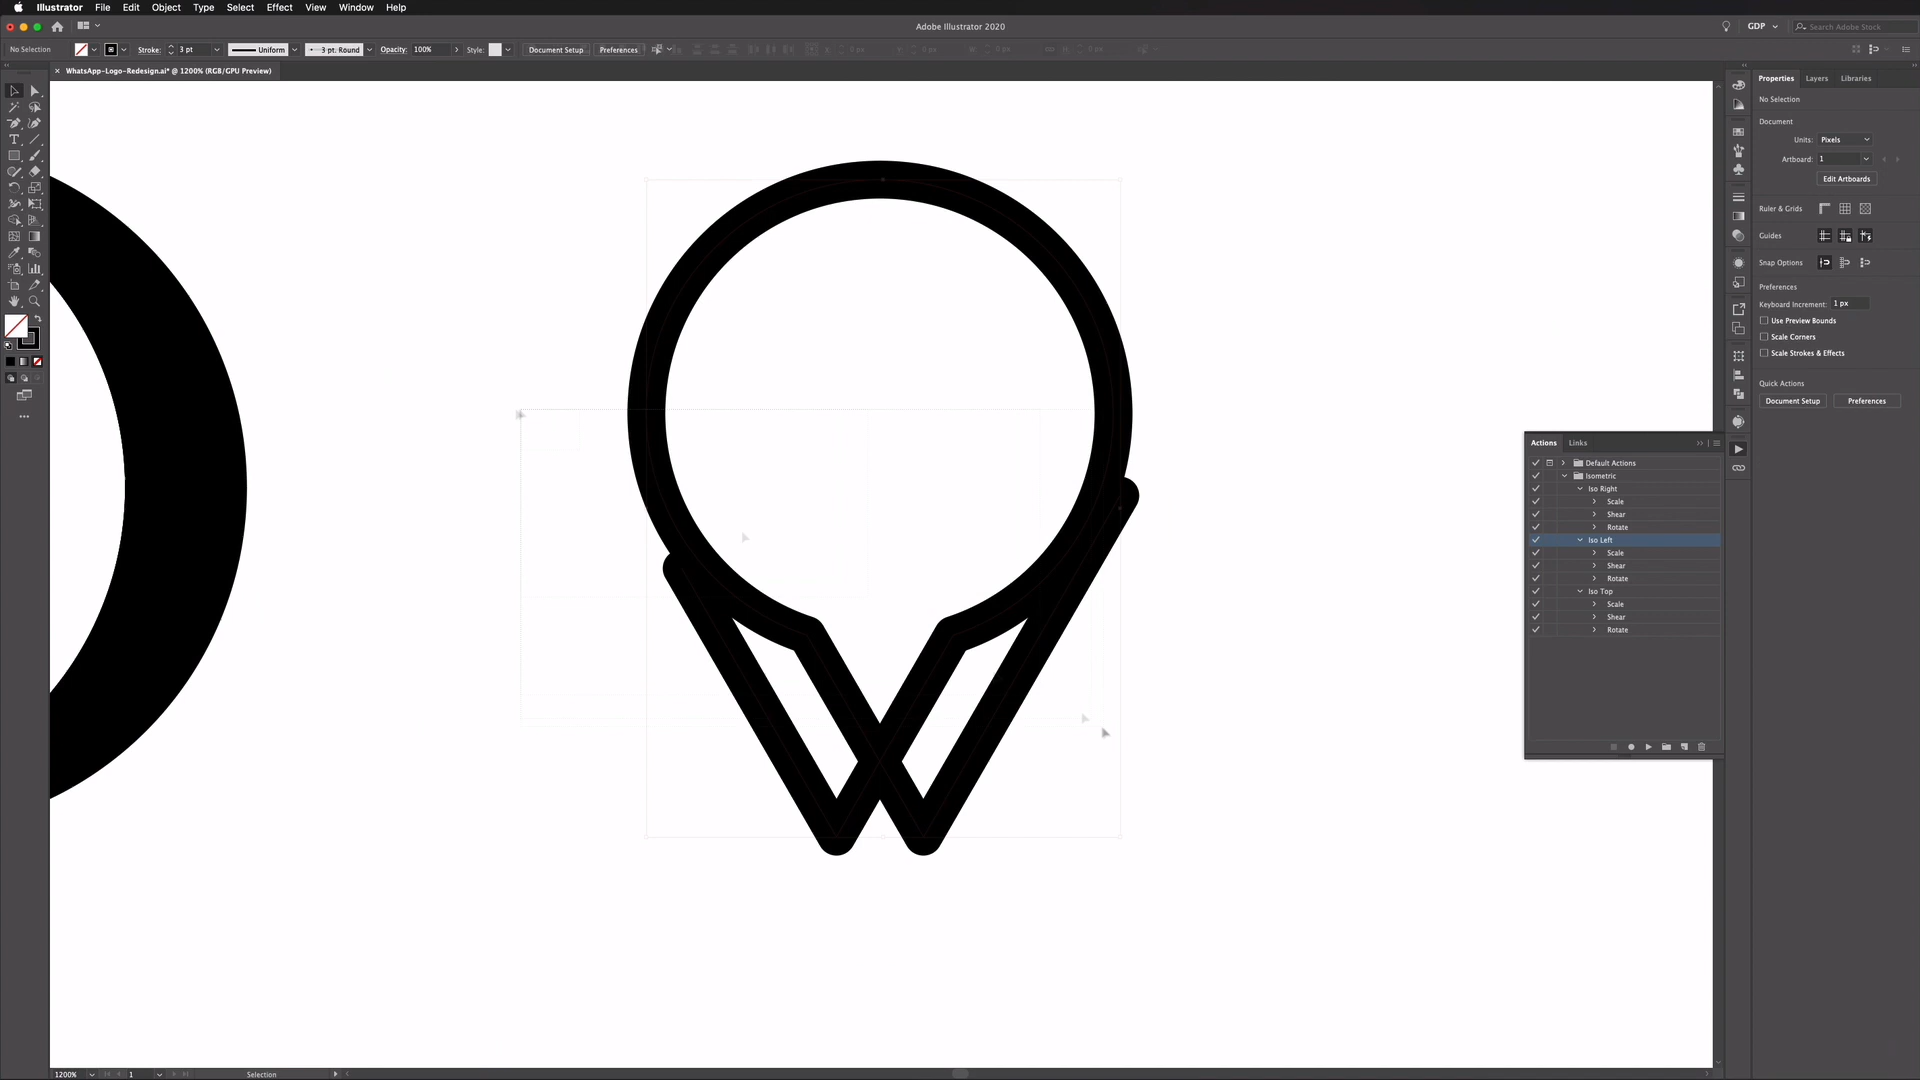 Illustrator File Edit Object Type Select Effect View Window Help
Adobe Illustrator 2020
GDP
Search Adobe Stock
No Selection
Stroke: 3 pt
Uniform
3 pt. Round
Opacity: 100%
Style:
Document Setup
Preferences
× WhatsApp-Logo-Redesign.ai* @ 1200% (RGB/GPU Preview)
Properties Layers Libraries
No Selection
Document
Units: Pixels
Artboard: 1
Edit Artboards
Ruler & Grids
Guides
Snap Options
Preferences
Keyboard Increment: 1 px
Use Preview Bounds
Scale Corners
Scale Strokes & Effects
Quick Actions
Document Setup
Preferences
Actions Links
Default Actions
Isometric
Iso Right
Scale
Shear
Rotate
Iso Left
Scale
Shear
Rotate
Iso Top
Scale
Shear
Rotate
1200%
1
Selection